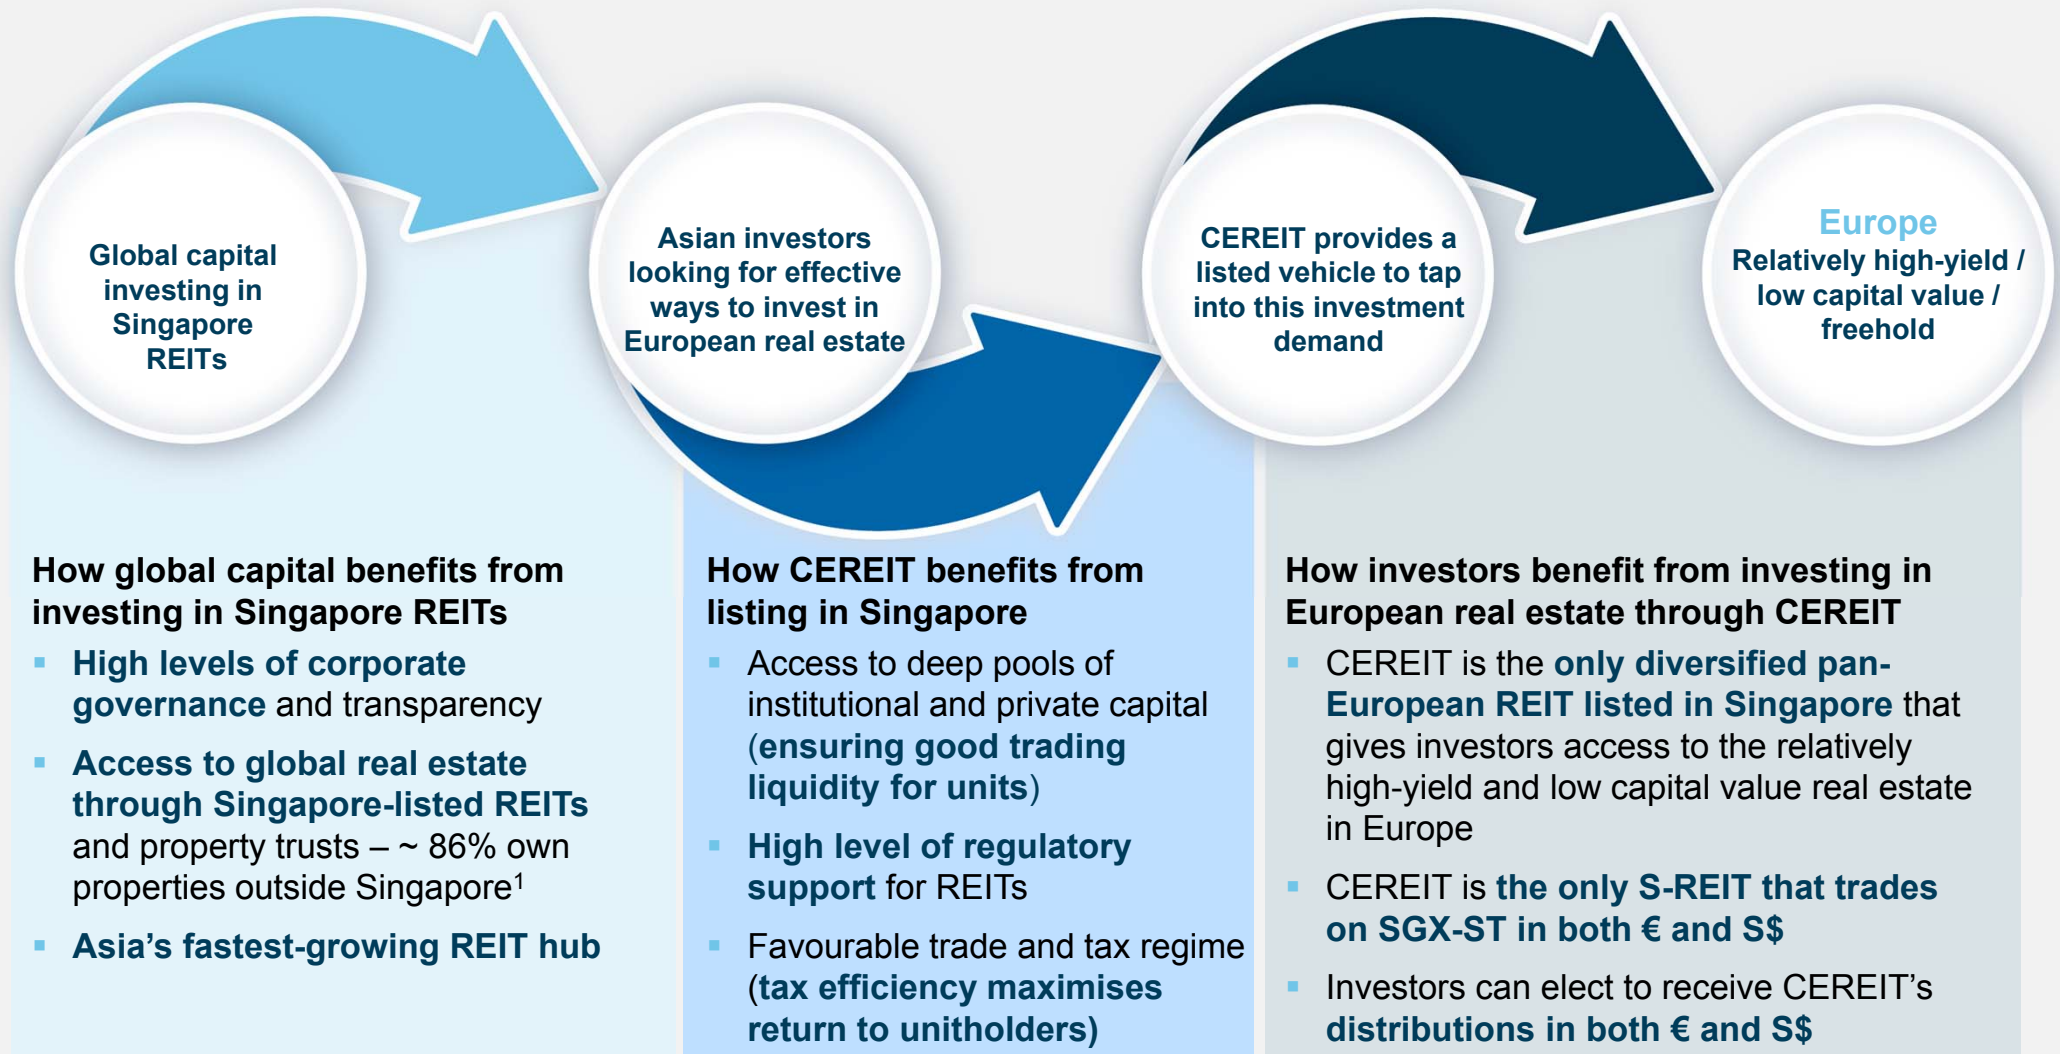 Global capital
investing in
Singapore
REITs
Asian investors
looking for effective
ways to invest in
European real estate
CEREIT provides a
listed vehicle to tap
into this investment
demand
Europe
Relatively high-yield /
low capital value /
freehold
How global capital benefits from
investing in Singapore REITs
▪ High levels of corporate
governance and transparency
▪ Access to global real estate
through Singapore-listed REITs
and property trusts – ~ 86% own
properties outside Singapore¹
▪ Asia’s fastest-growing REIT hub
How CEREIT benefits from
listing in Singapore
▪ Access to deep pools of
institutional and private capital
(ensuring good trading
liquidity for units)
▪ High level of regulatory
support for REITs
▪ Favourable trade and tax regime
(tax efficiency maximises
return to unitholders)
How investors benefit from investing in
European real estate through CEREIT
▪ CEREIT is the only diversified pan-
European REIT listed in Singapore that
gives investors access to the relatively
high-yield and low capital value real estate
in Europe
▪ CEREIT is the only S-REIT that trades
on SGX-ST in both € and S$
▪ Investors can elect to receive CEREIT’s
distributions in both € and S$